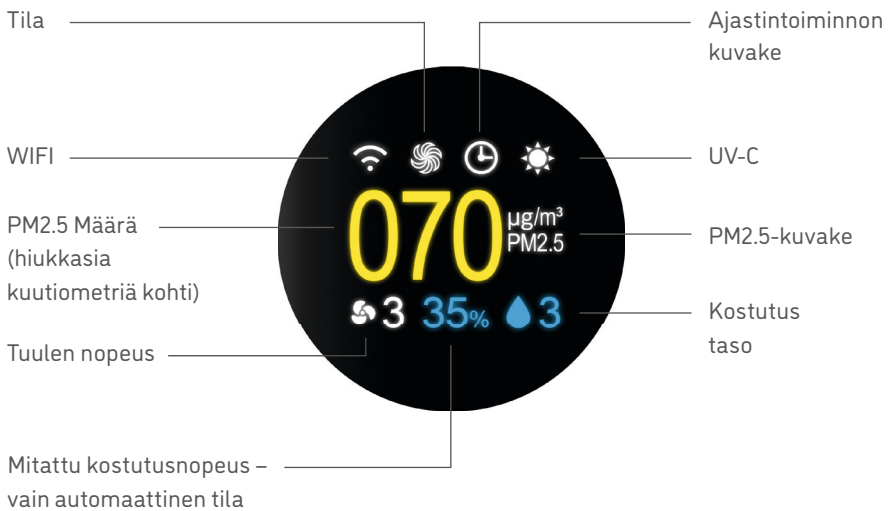 Tila
Ajastintoiminnon
kuvake
WIFI
UV-C
PM2.5 Määrä
(hiukkasia
kuutiometriä kohti)
070
µg/m³
PM2.5
PM2.5-kuvake
3 35% 3
Kostutus
taso
Tuulen nopeus
Mitattu kostutusnopeus –
vain automaattinen tila